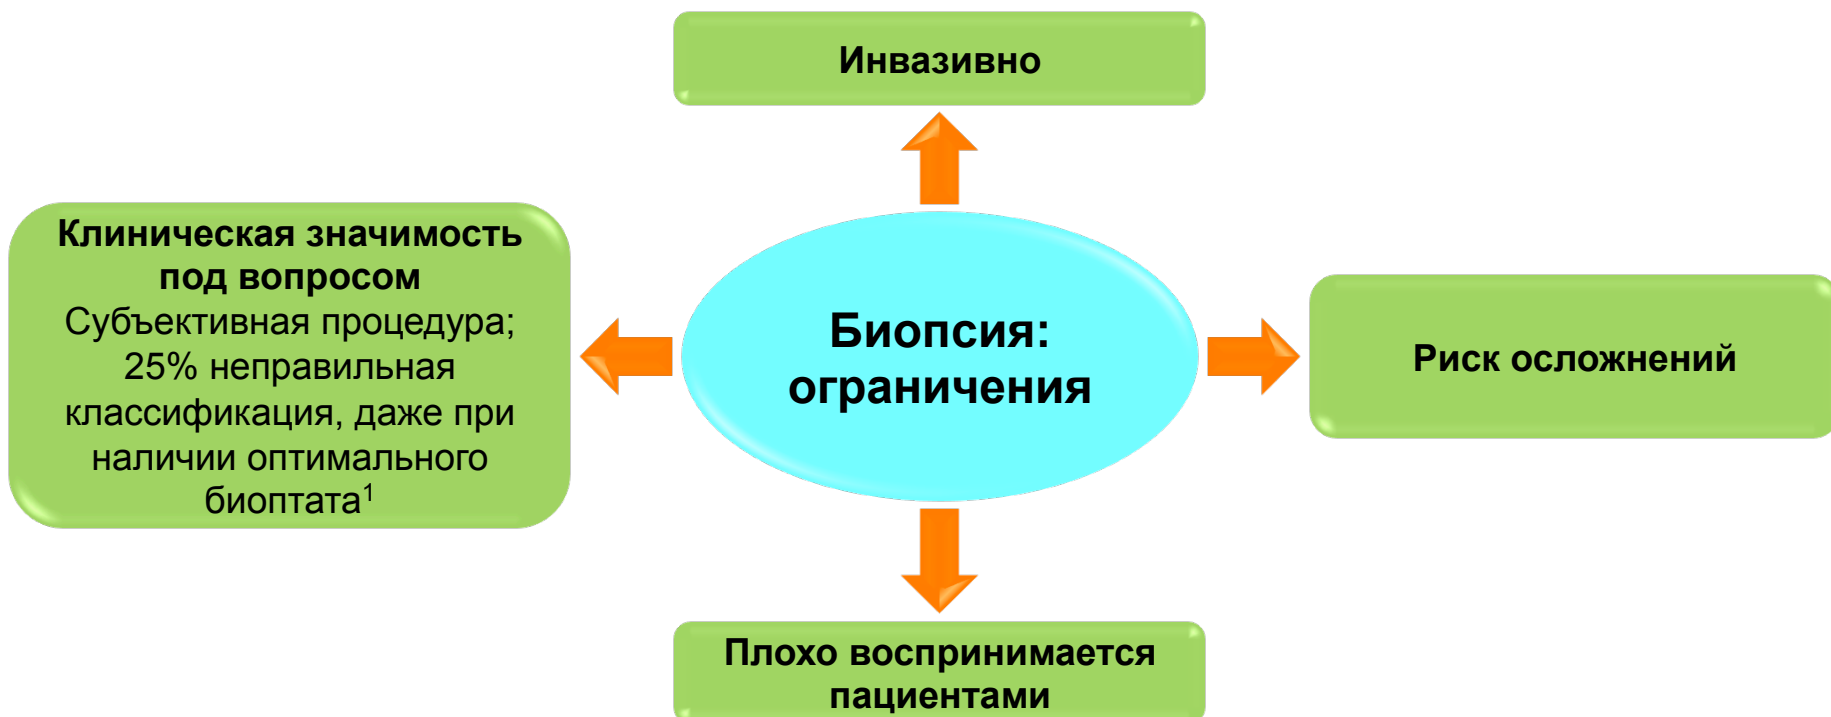 Инвазивно
Клиническая значимость
под вопросом
Субъективная процедура;
25% неправильная
классификация, даже при
наличии оптимального
биоптата¹
Биопсия:
ограничения
Риск осложнений
Плохо воспринимается
пациентами